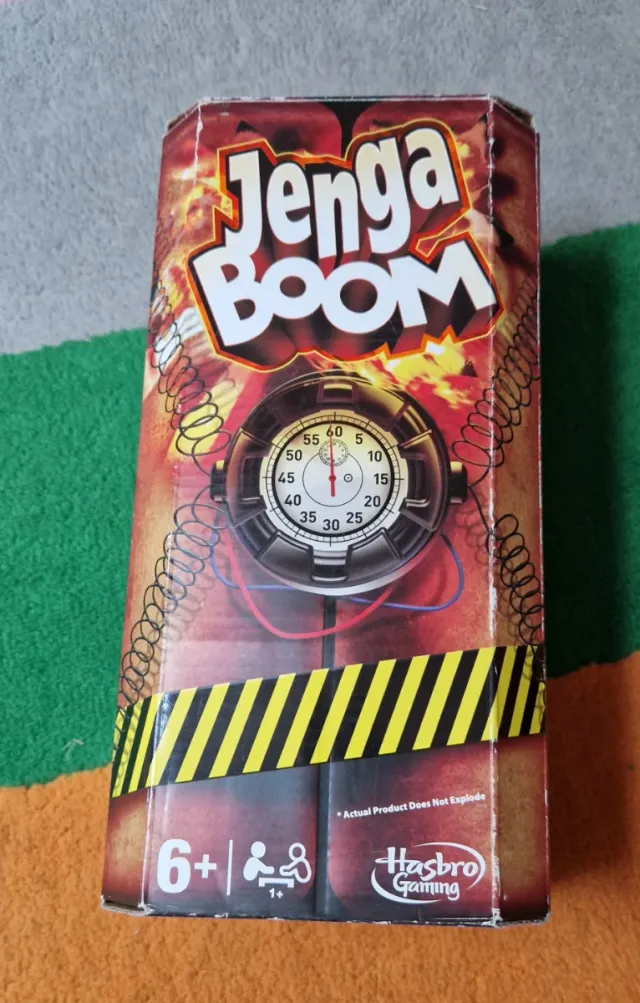 Jenga
BOOM
60
55 5
50 10
45 15
40 20
35 25
30
* Actual Product Does Not Explode
6+
1+
Hasbro
Gaming